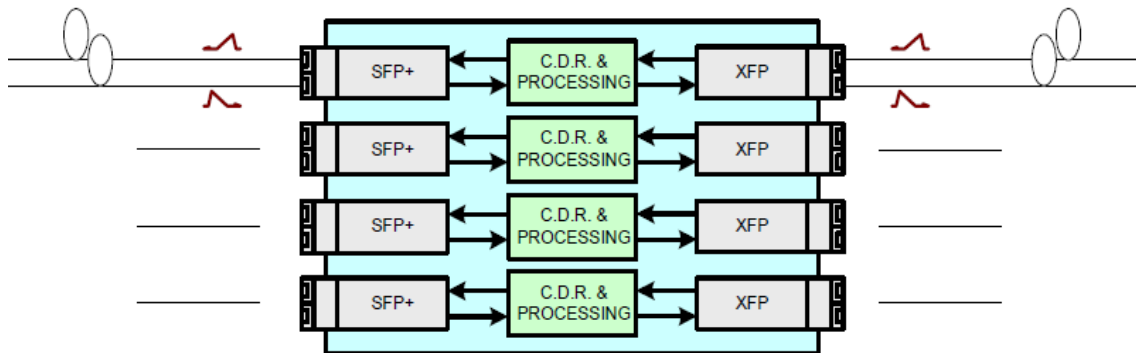 SFP+
C.D.R. &
PROCESSING
XFP
SFP+
C.D.R. &
PROCESSING
XFP
SFP+
C.D.R. &
PROCESSING
XFP
SFP+
C.D.R. &
PROCESSING
XFP